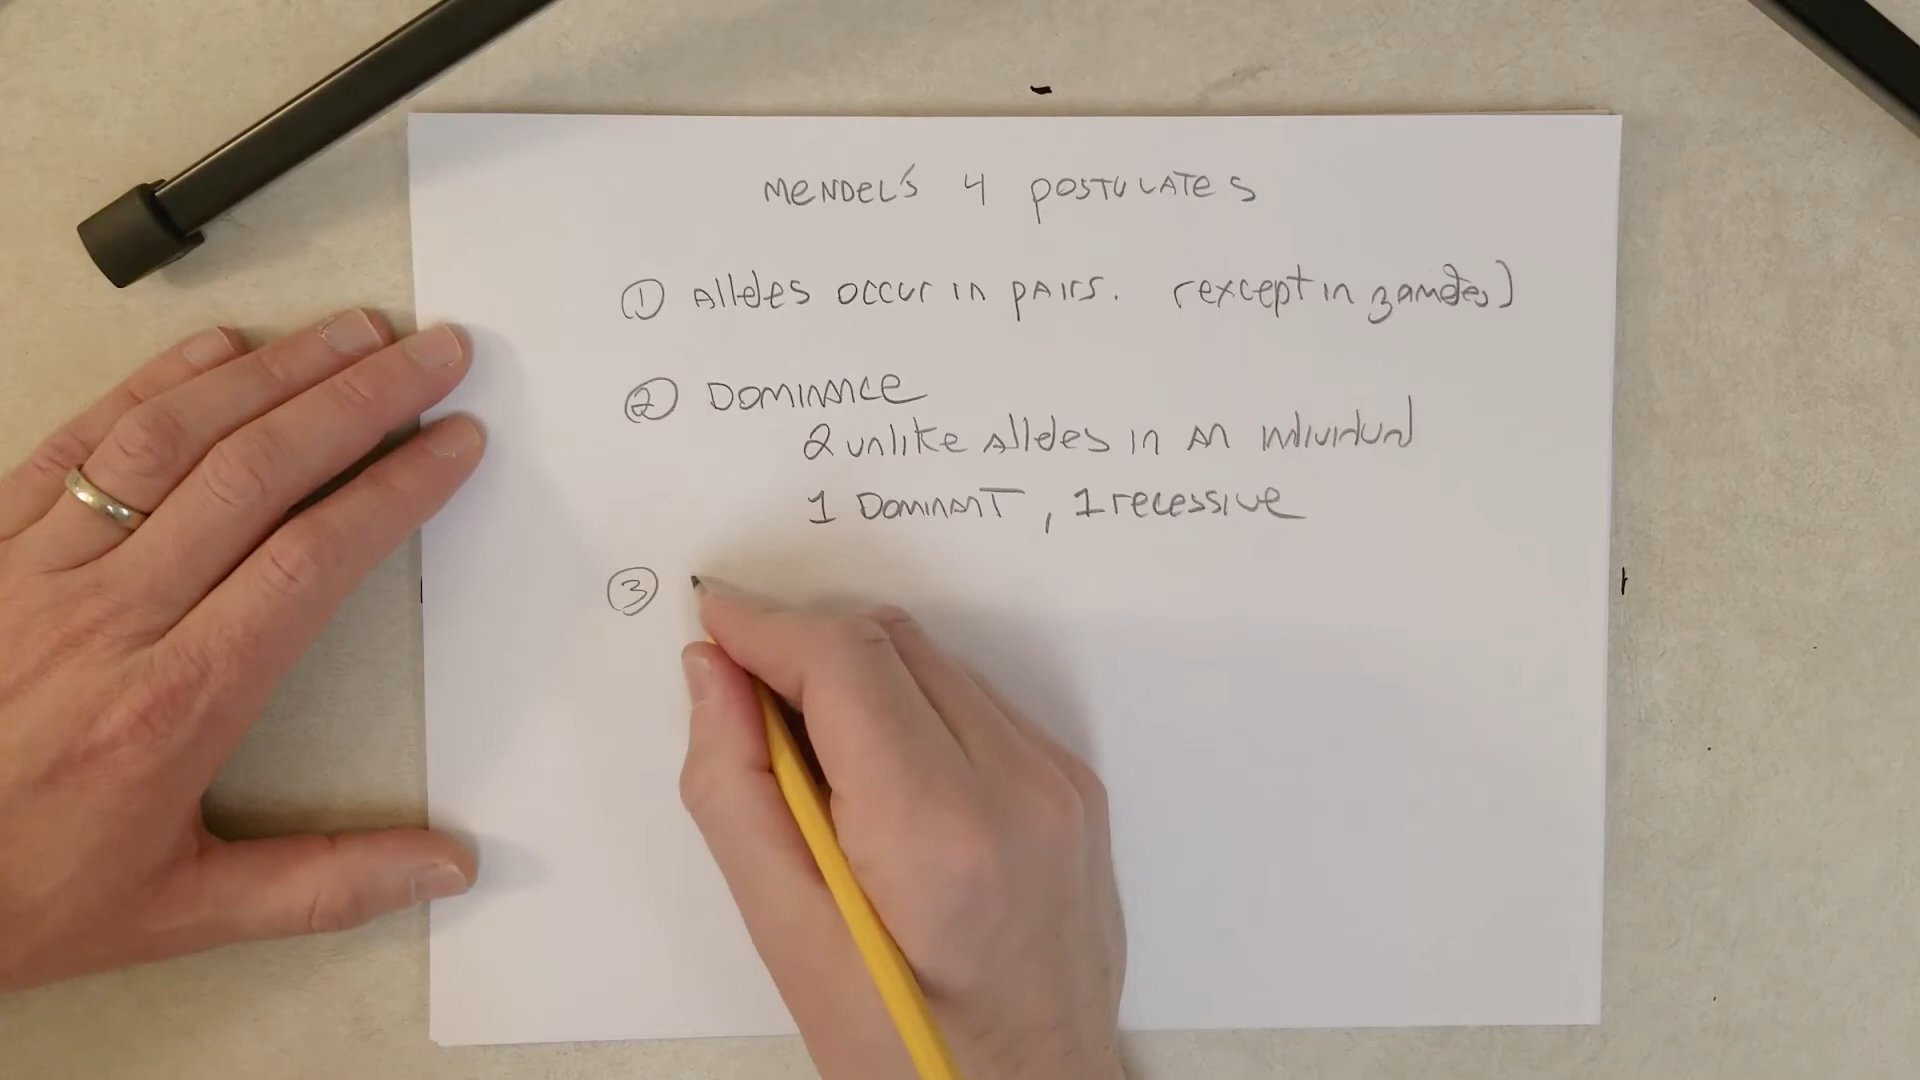 MENDEL'S 4 POSTULATES
① Alleles occur in pairs. (except in gametes)
② DOMINANCE
2 unlike Alleles in an individual
1 DOMINANT, 1 recessive
③